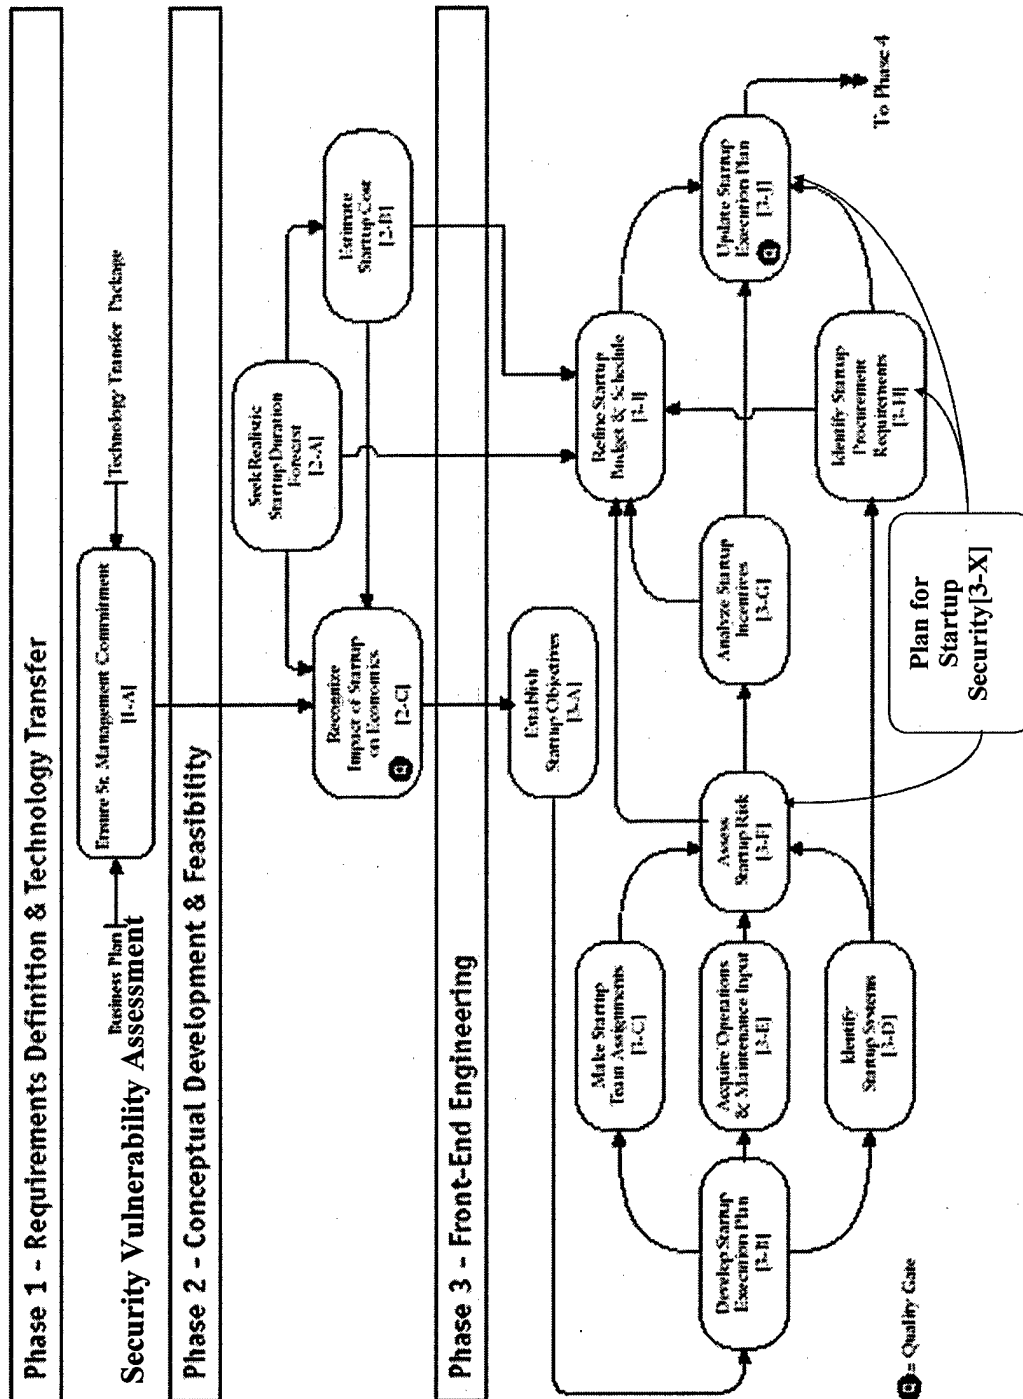 Phase 1 - Requirements Definition & Technology Transfer
Business Plan
Security Vulnerability Assessment
Ensure Sr. Management Commitment
[1-A]
Technology Transfer Package
Phase 2 - Conceptual Development & Feasibility
Seek Realistic
Startup Duration
Forecast
[2-A]
Estimate
Startup Cost
[2-B]
Recognize
Impact of Startup
on Economics
[2-C]
Q
Phase 3 - Front-End Engineering
Establish
Startup Objectives
[3-A]
Make Startup
Team Assignments
[3-C]
Refine Startup
Budget & Schedule
[3-I]
Develop Startup
Execution Plan
[3-B]
Acquire Operations
& Maintenance Input
[3-E]
Assess
Startup Risk
[3-F]
Analyze Startup
Incentives
[3-G]
Update Startup
Execution Plan
[3-J]
Q
Identify
Startup Systems
[3-D]
Identify Startup
Procurement
Requirements
[3-H]
To Phase 4
Plan for
Startup
Security[3-X]
Q = Quality Gate